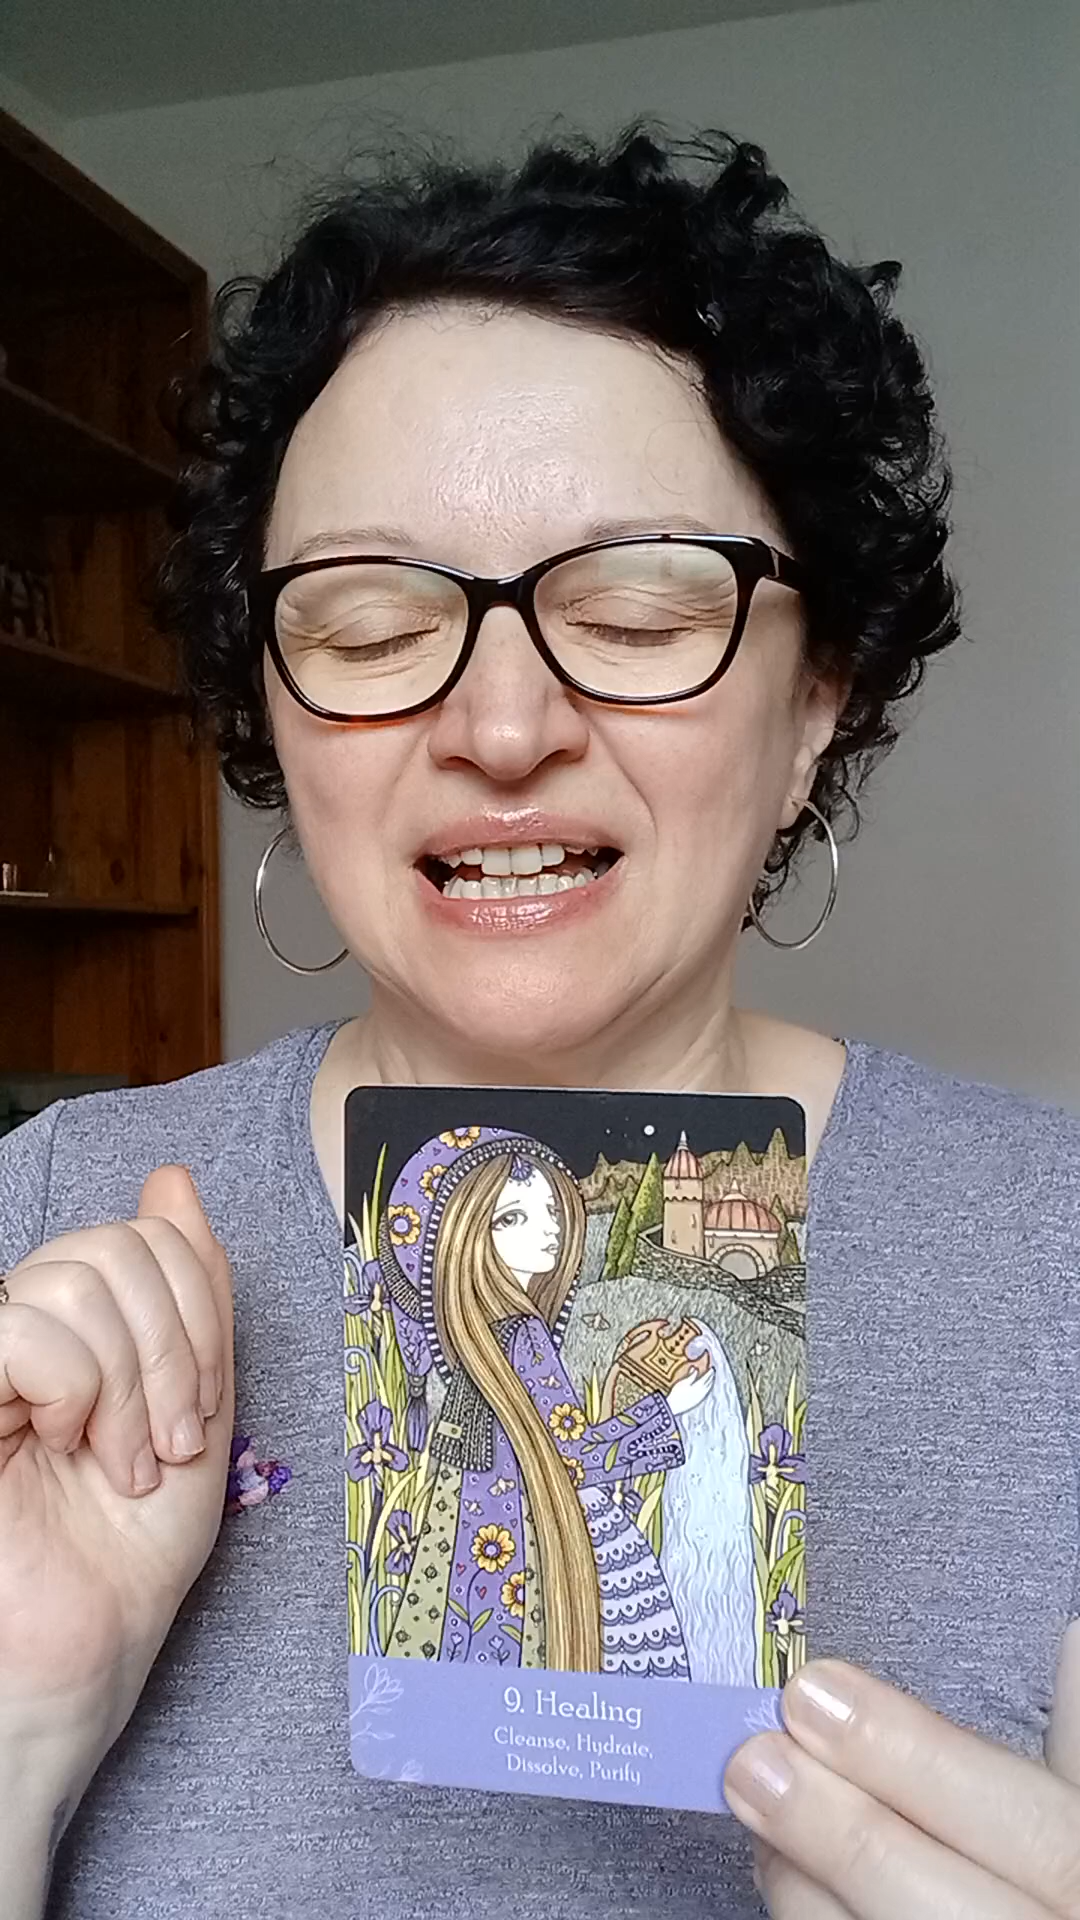 9. Healing
Cleanse, Hydrate,
Dissolve, Purify